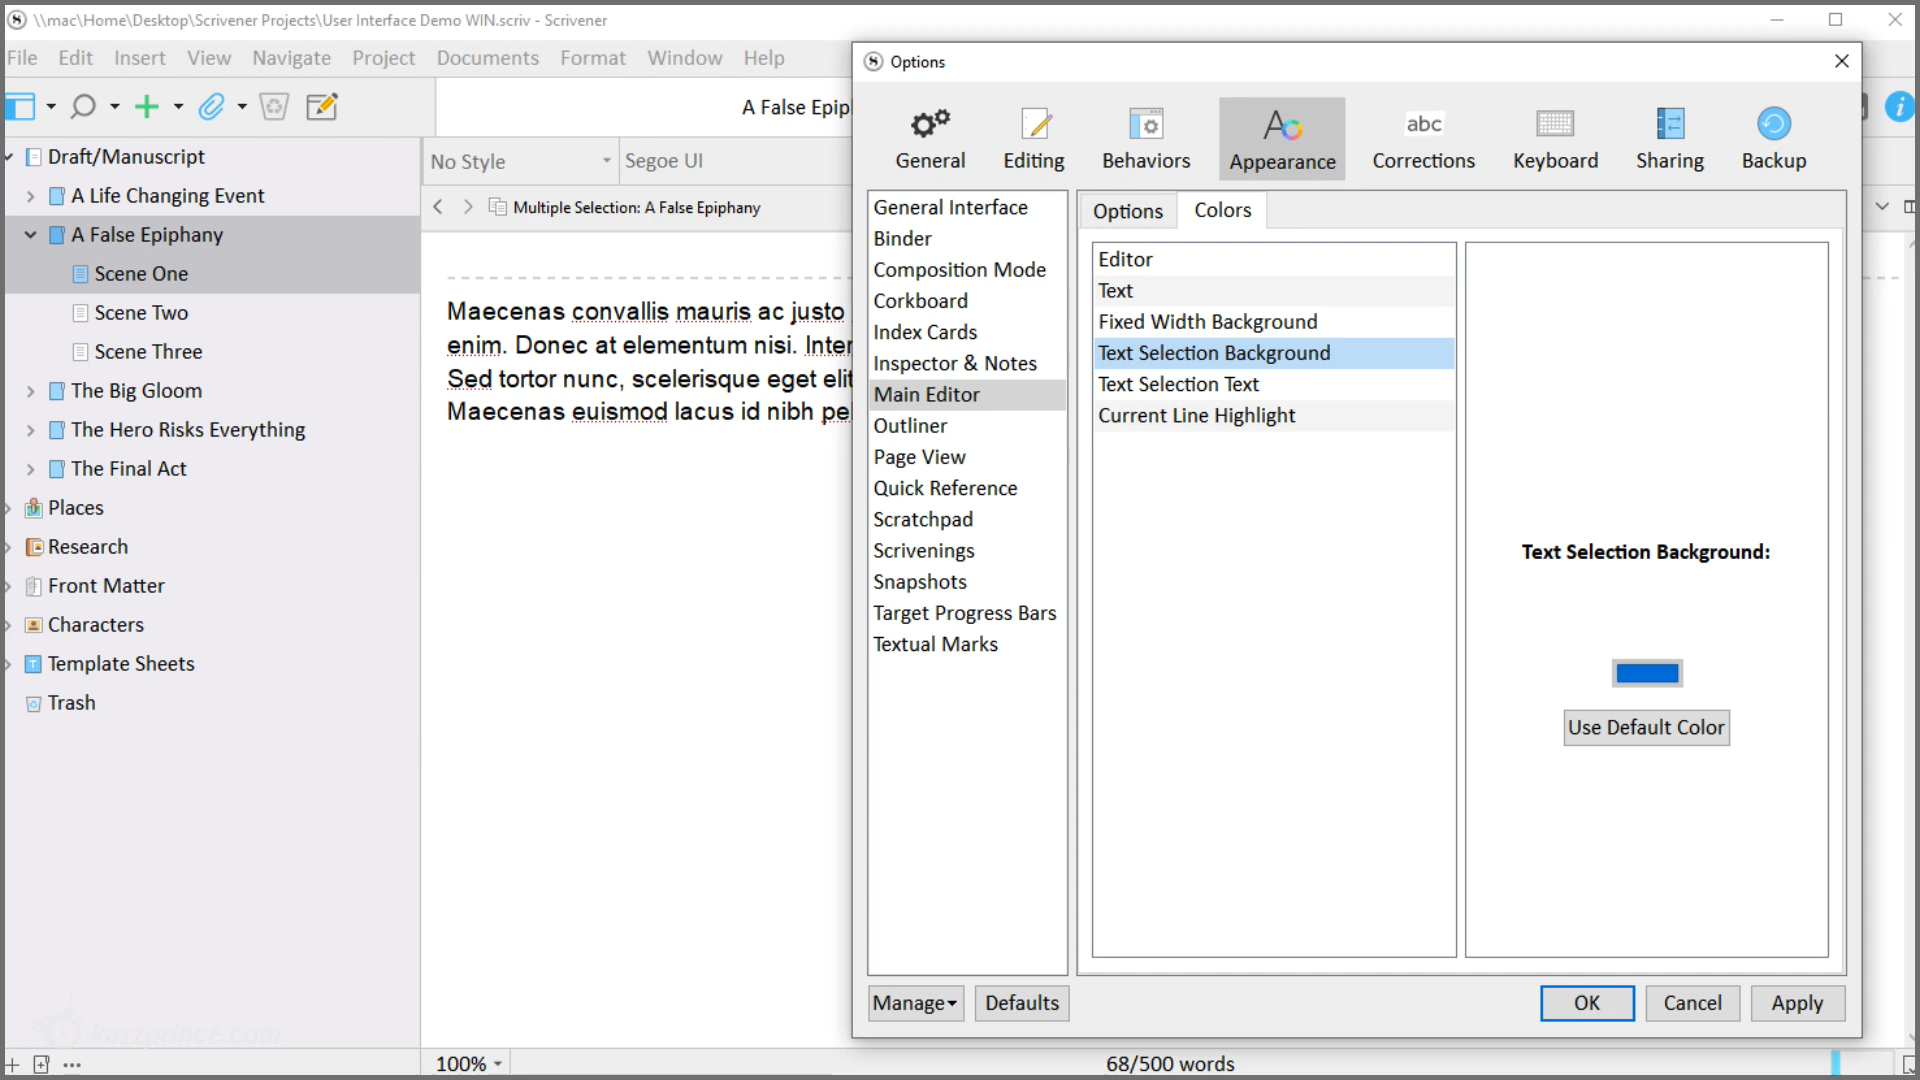 \\mac\Home\Desktop\Scrivener Projects\User Interface Demo WIN.scriv - Scrivener
File Edit Insert View Navigate Project Documents Format Window Help
A False Epip
Draft/Manuscript
A Life Changing Event
A False Epiphany
Scene One
Scene Two
Scene Three
The Big Gloom
The Hero Risks Everything
The Final Act
Places
Research
Front Matter
Characters
Template Sheets
Trash
kazzprince.com
No Style
Segoe UI
Multiple Selection: A False Epiphany
Maecenas convallis mauris ac justo
enim. Donec at elementum nisi. Inter
Sed tortor nunc, scelerisque eget elit
Maecenas euismod lacus id nibh pel
100%
68/500 words
Options
General
Editing
Behaviors
Appearance
abc
Corrections
Keyboard
Sharing
Backup
General Interface
Binder
Composition Mode
Corkboard
Index Cards
Inspector & Notes
Main Editor
Outliner
Page View
Quick Reference
Scratchpad
Scrivenings
Snapshots
Target Progress Bars
Textual Marks
Options
Colors
Editor
Text
Fixed Width Background
Text Selection Background
Text Selection Text
Current Line Highlight
Text Selection Background:
Use Default Color
Manage
Defaults
OK
Cancel
Apply